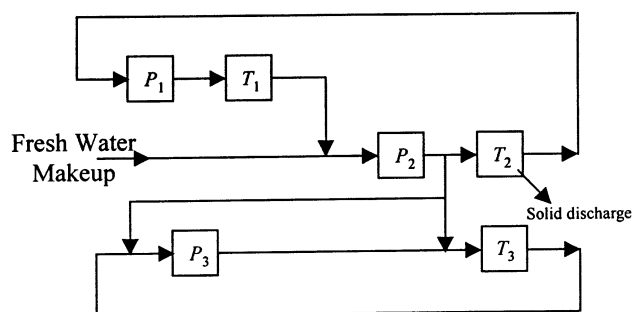 P1
T1
Fresh Water
Makeup
P2
T2
Solid discharge
P3
T3